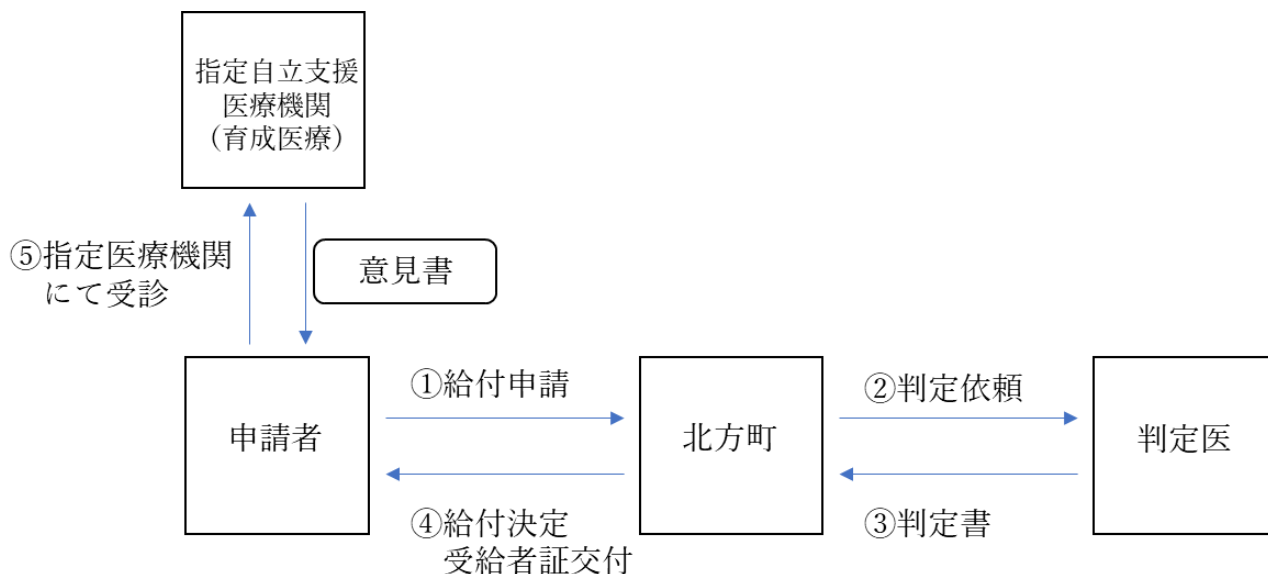 指定自立支援
医療機関
（育成医療）
⑤指定医療機関
にて受診
意見書
申請者
①給付申請
④給付決定
受給者証交付
北方町
②判定依頼
③判定書
判定医